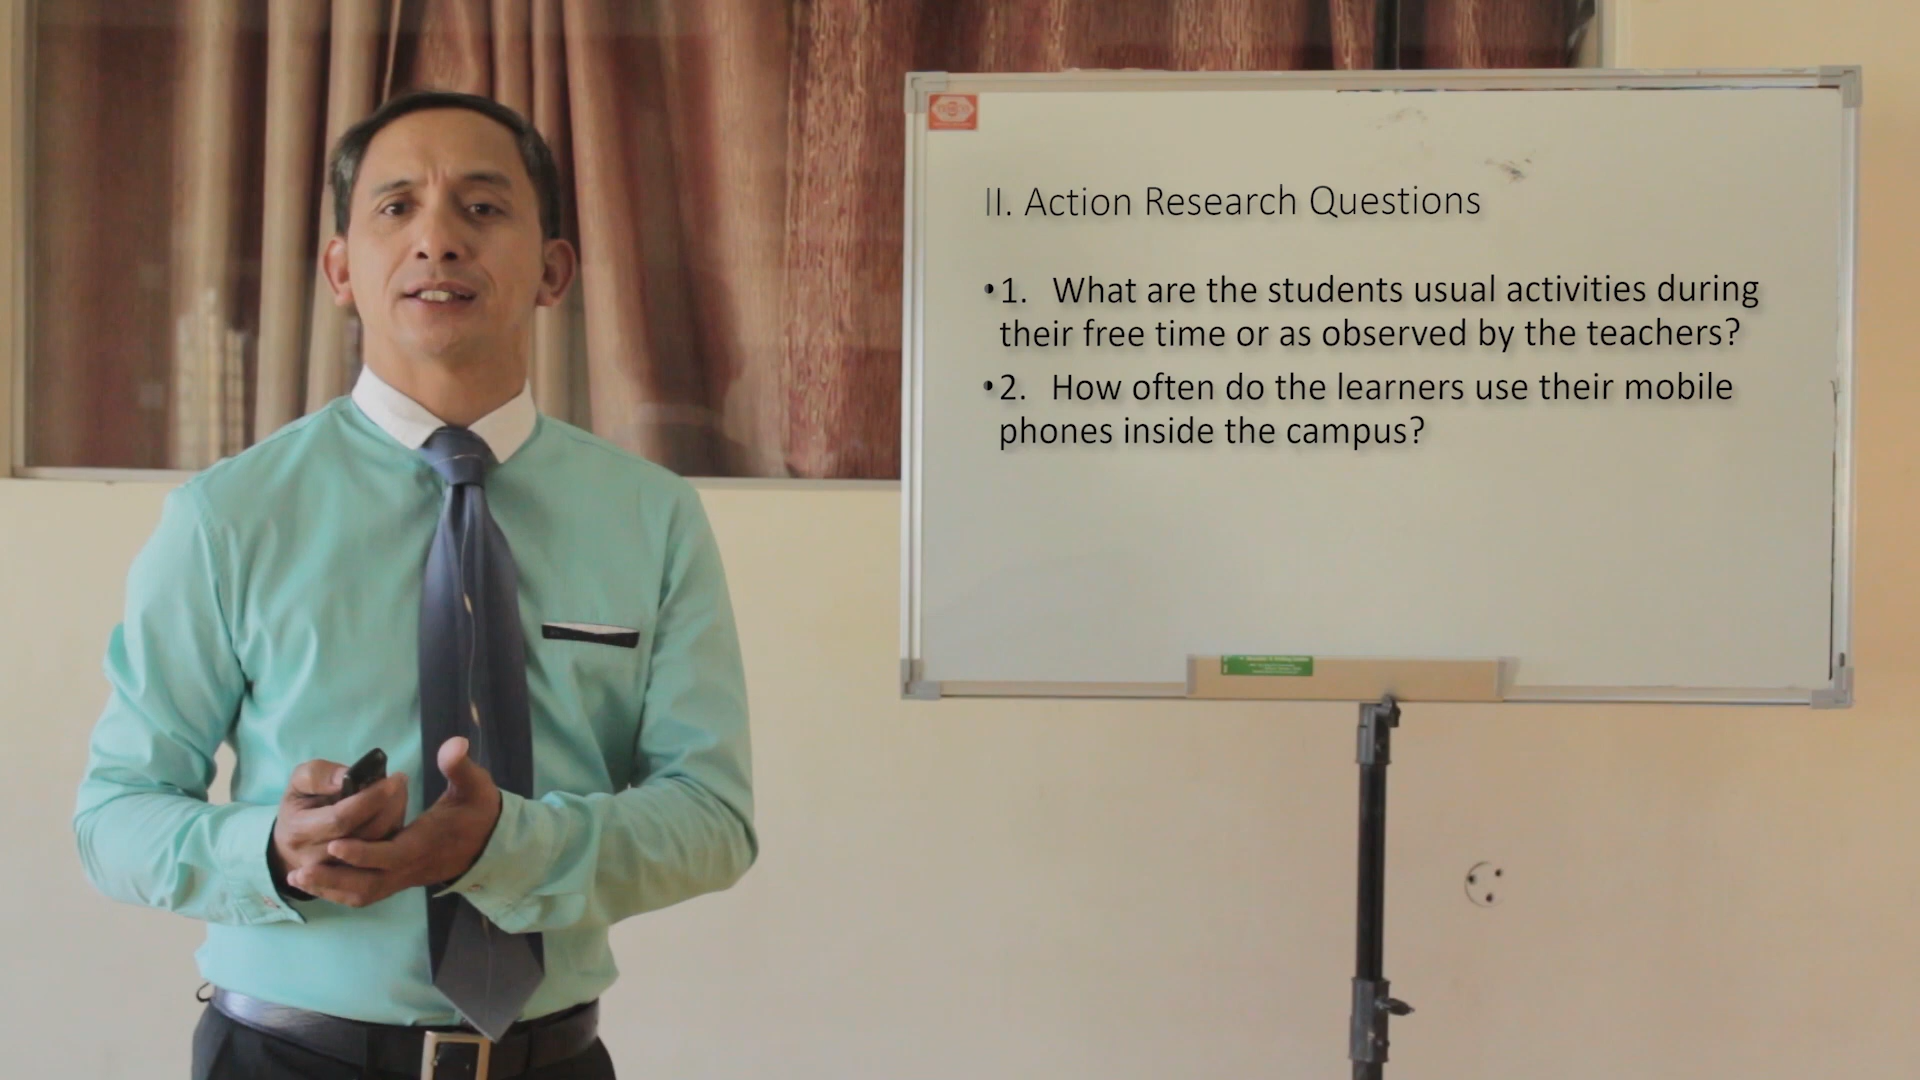 II. Action Research Questions
•1. What are the students usual activities during
their free time or as observed by the teachers?
•2. How often do the learners use their mobile
phones inside the campus?